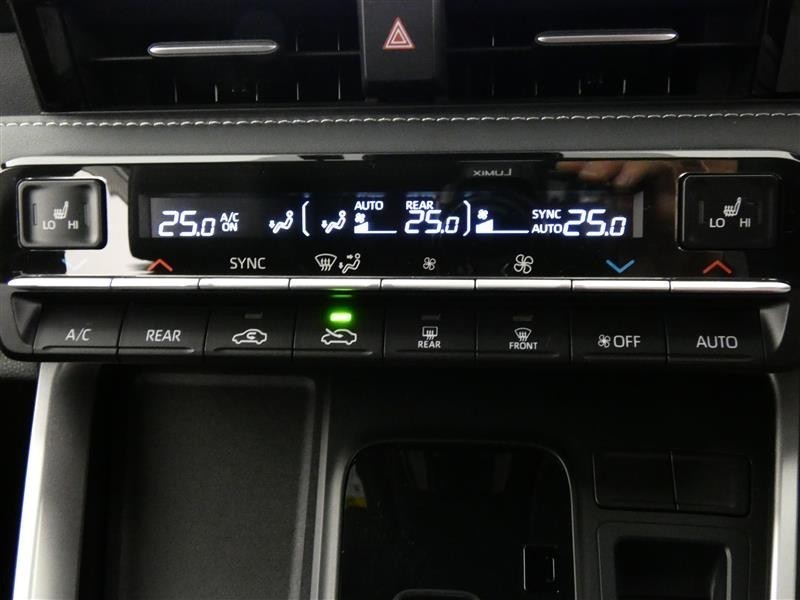 LUMIX
LO HI
25.0 A/C ON AUTO REAR 25.0 SYNC AUTO 25.0
LO HI
SYNC
A/C REAR REAR FRONT OFF AUTO